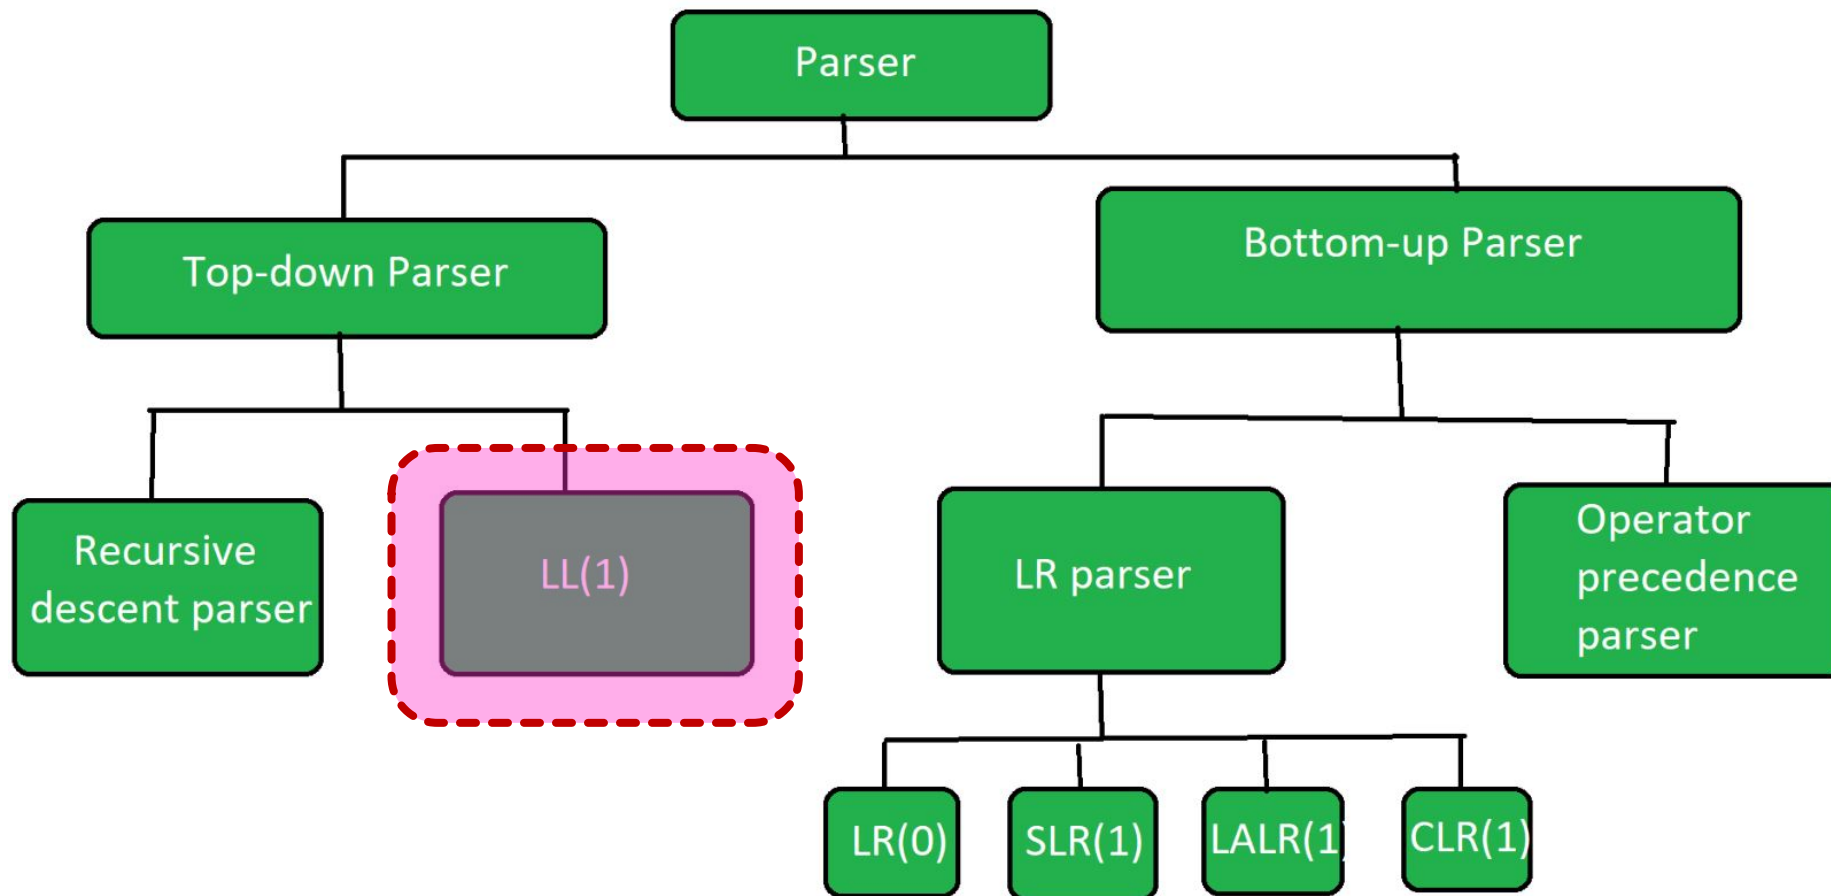 Parser
Top-down Parser
Bottom-up Parser
Recursive
descent parser
LL(1)
LR parser
Operator
precedence
parser
LR(0)
SLR(1)
LALR(1)
CLR(1)